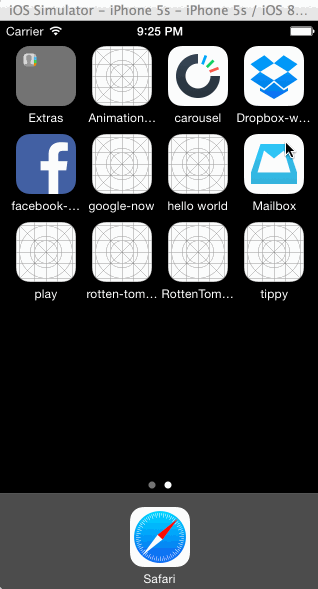 iOS Simulator - iPhone 5s - iPhone 5s / iOS 8...
Carrier 9:25 PM
Extras Animation... carousel Dropbox-w...
facebook-... google-now hello world Mailbox
play rotten-tom... RottenTom... tippy
Safari